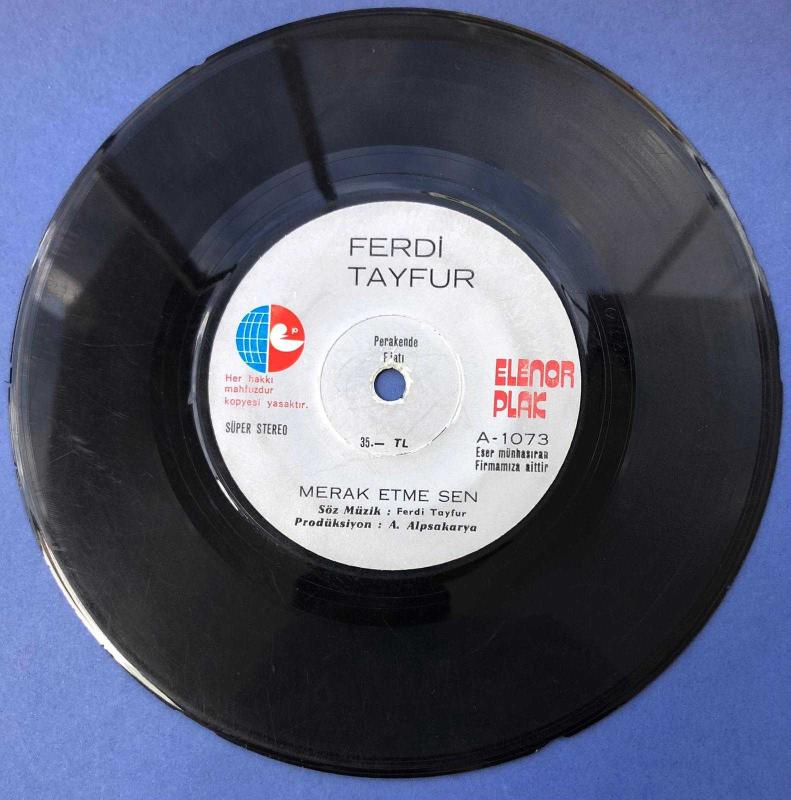 FERDİ
TAYFUR
Perakende
Fiatı
Her hakkı
mahfuzdur
kopyesi yasaktır.
SÜPER STEREO
35.— TL
ELENOR
PLAK
A-1073
Eser münhasıran
Firmamıza aittir
MERAK ETME SEN
Söz Müzik : Ferdi Tayfur
Prodüksiyon : A. Alpsakarya